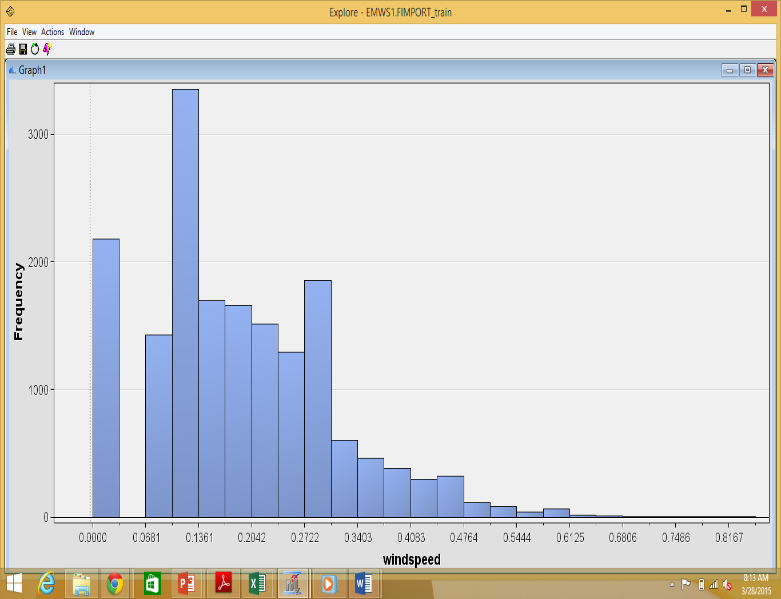 Explore - EMWS1.FIMPORT_train
File View Actions Window
Graph1
3000
2000
1000
0
Frequency
0.0000 0.0681 0.1361 0.2042 0.2722 0.3403 0.4083 0.4764 0.5444 0.6125 0.6806 0.7486 0.8167
windspeed
8:13 AM
3/28/2015